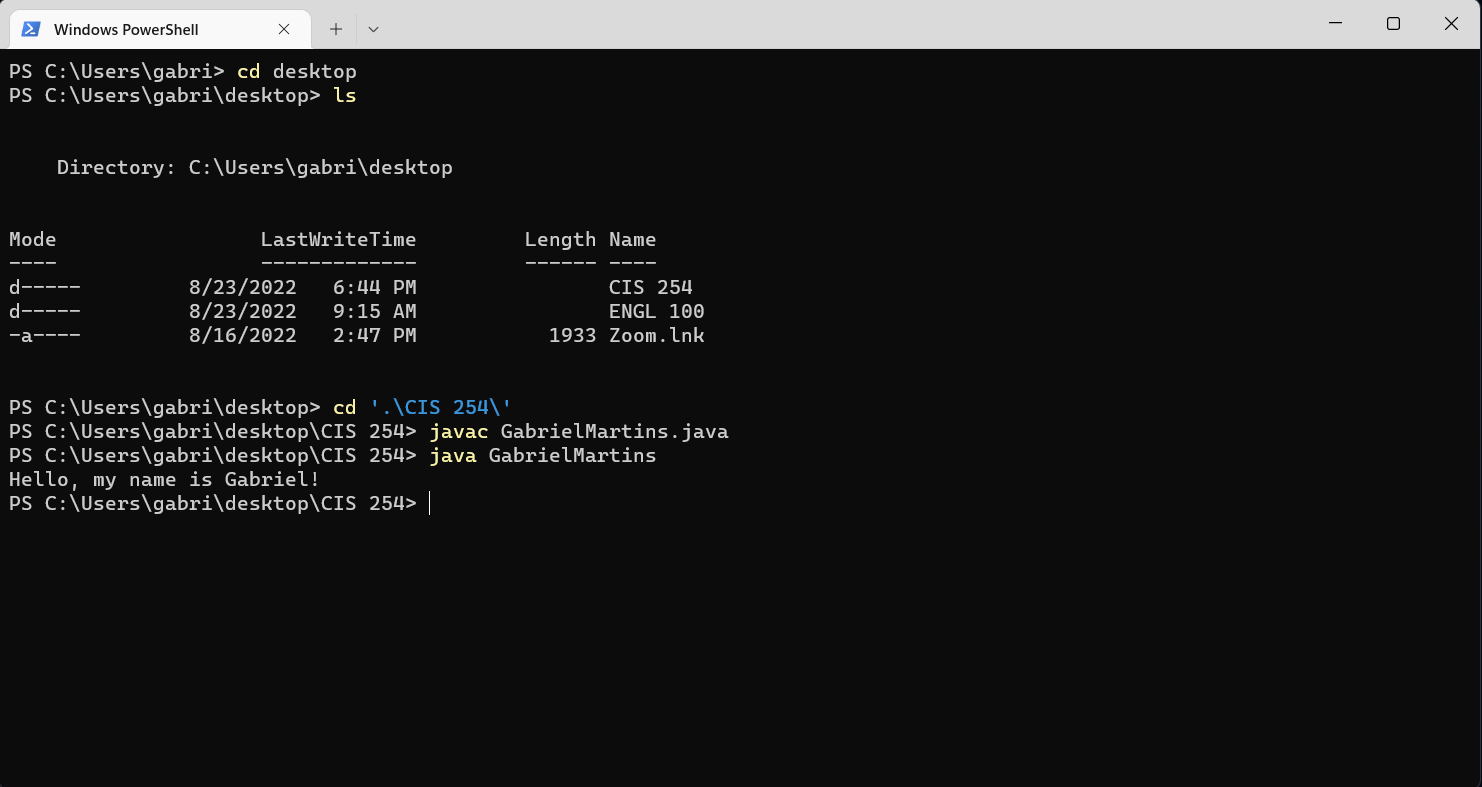 Windows PowerShell
PS C:\Users\gabri> cd desktop
PS C:\Users\gabri\desktop> ls
    Directory: C:\Users\gabri\desktop
Mode                 LastWriteTime         Length Name
----                 -------------         ------ ----
d-----         8/23/2022   6:44 PM                CIS 254
d-----         8/23/2022   9:15 AM                ENGL 100
-a----         8/16/2022   2:47 PM           1933 Zoom.lnk
PS C:\Users\gabri\desktop> cd '.\CIS 254\'
PS C:\Users\gabri\desktop\CIS 254> javac GabrielMartins.java
PS C:\Users\gabri\desktop\CIS 254> java GabrielMartins
Hello, my name is Gabriel!
PS C:\Users\gabri\desktop\CIS 254>